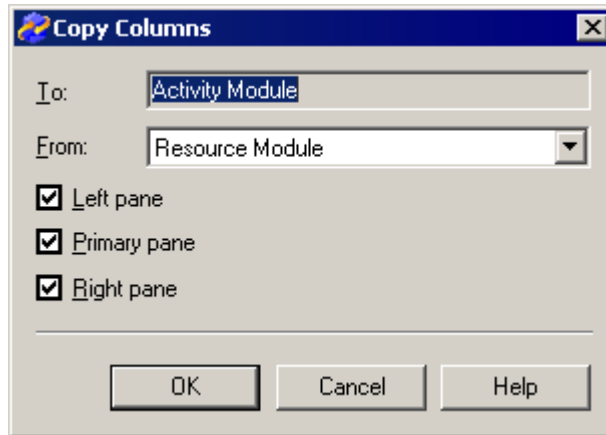 Copy Columns
To: Activity Module
From: Resource Module
Left pane
Primary pane
Right pane
OK Cancel Help